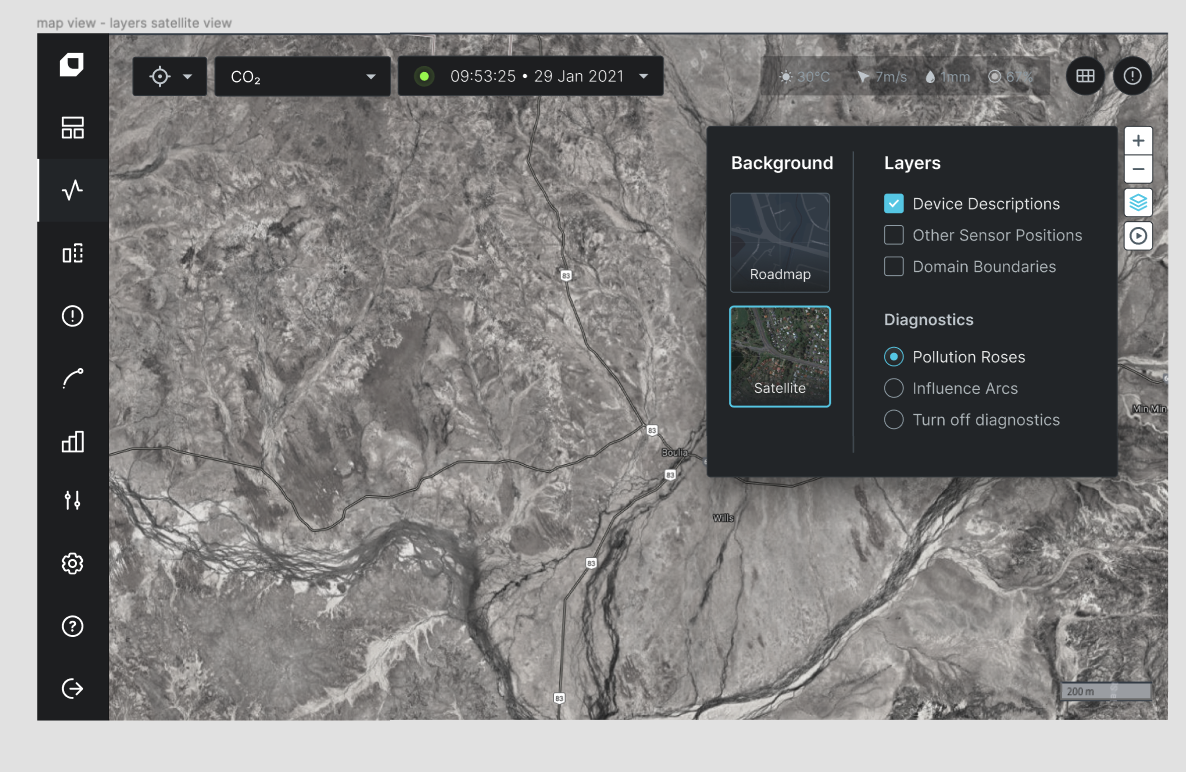 map view - layers satellite view
CO₂
09:53:25 • 29 Jan 2021
30°C
7m/s
1mm
Background
Layers
Roadmap
Satellite
Device Descriptions
Other Sensor Positions
Domain Boundaries
Diagnostics
Pollution Roses
Influence Arcs
Turn off diagnostics
83
83
Boulia
83
Min Min
Wills
83
83
200 m